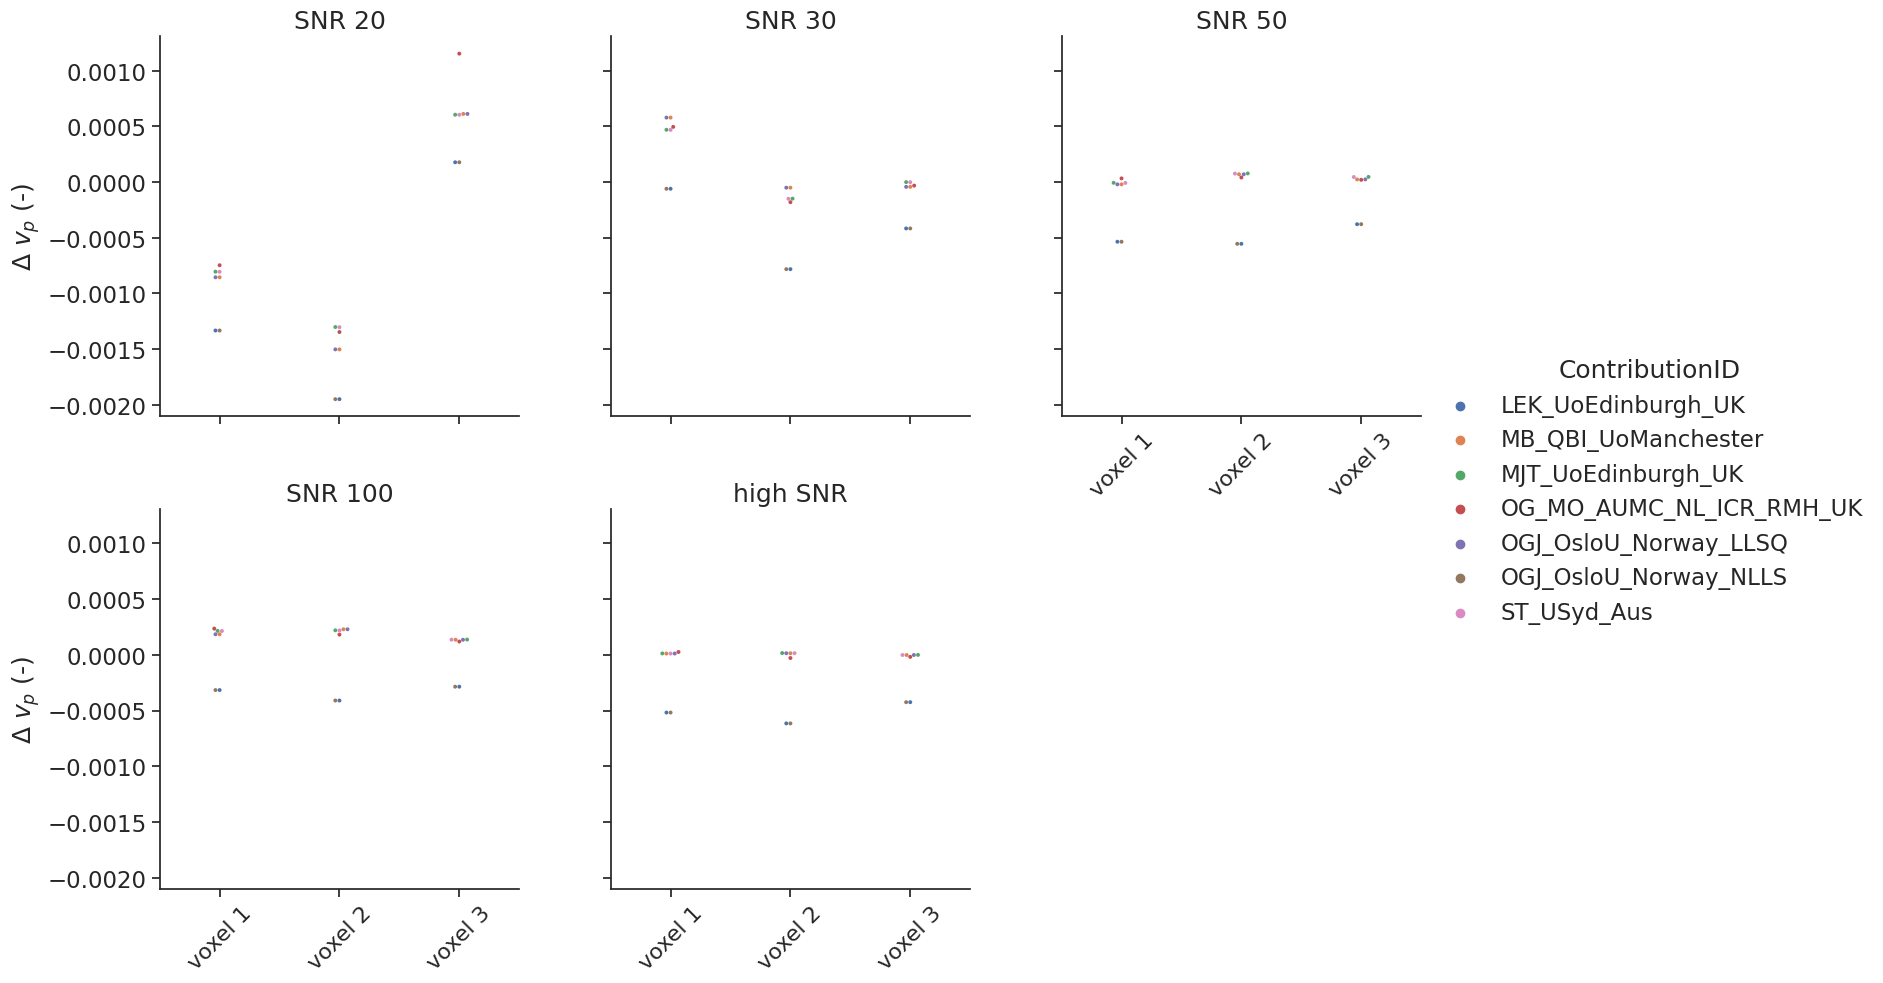 SNR 20
SNR 30
SNR 50
0.0010
0.0005
0.0000
−0.0005
−0.0010
−0.0015
−0.0020
Δ vₚ (-)
voxel 1
voxel 2
voxel 3
SNR 100
high SNR
0.0010
0.0005
0.0000
−0.0005
−0.0010
−0.0015
−0.0020
Δ vₚ (-)
voxel 1
voxel 2
voxel 3
voxel 1
voxel 2
voxel 3
ContributionID
LEK_UoEdinburgh_UK
MB_QBI_UoManchester
MJT_UoEdinburgh_UK
OG_MO_AUMC_NL_ICR_RMH_UK
OGJ_OsloU_Norway_LLSQ
OGJ_OsloU_Norway_NLLS
ST_USyd_Aus